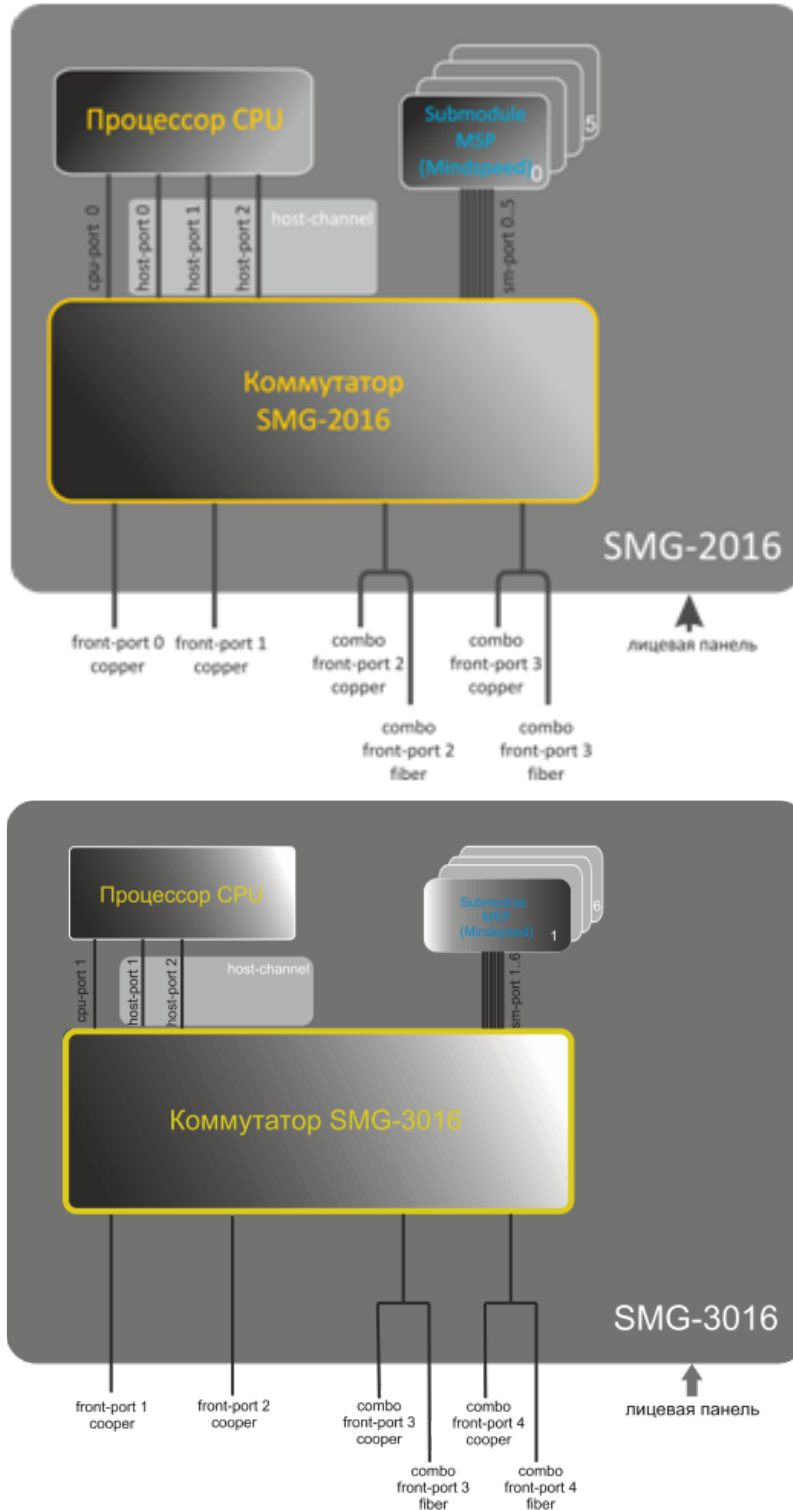 Процессор CPU
Submodule
MSP
(Mindspeed)
0
5
cpu-port 0
host-port 0
host-port 1
host-port 2
host-channel
sm-port 0..5
Коммутатор
SMG-2016
SMG-2016
front-port 0
copper
front-port 1
copper
combo
front-port 2
copper
combo
front-port 3
copper
лицевая панель
combo
front-port 2
fiber
combo
front-port 3
fiber
Процессор CPU
Submodule
MSP
(Mindspeed)
1
6
cpu-port 1
host-port 1
host-port 2
host-channel
sm-port 1..6
Коммутатор SMG-3016
SMG-3016
front-port 1
cooper
front-port 2
cooper
combo
front-port 3
cooper
combo
front-port 4
cooper
лицевая панель
combo
front-port 3
fiber
combo
front-port 4
fiber